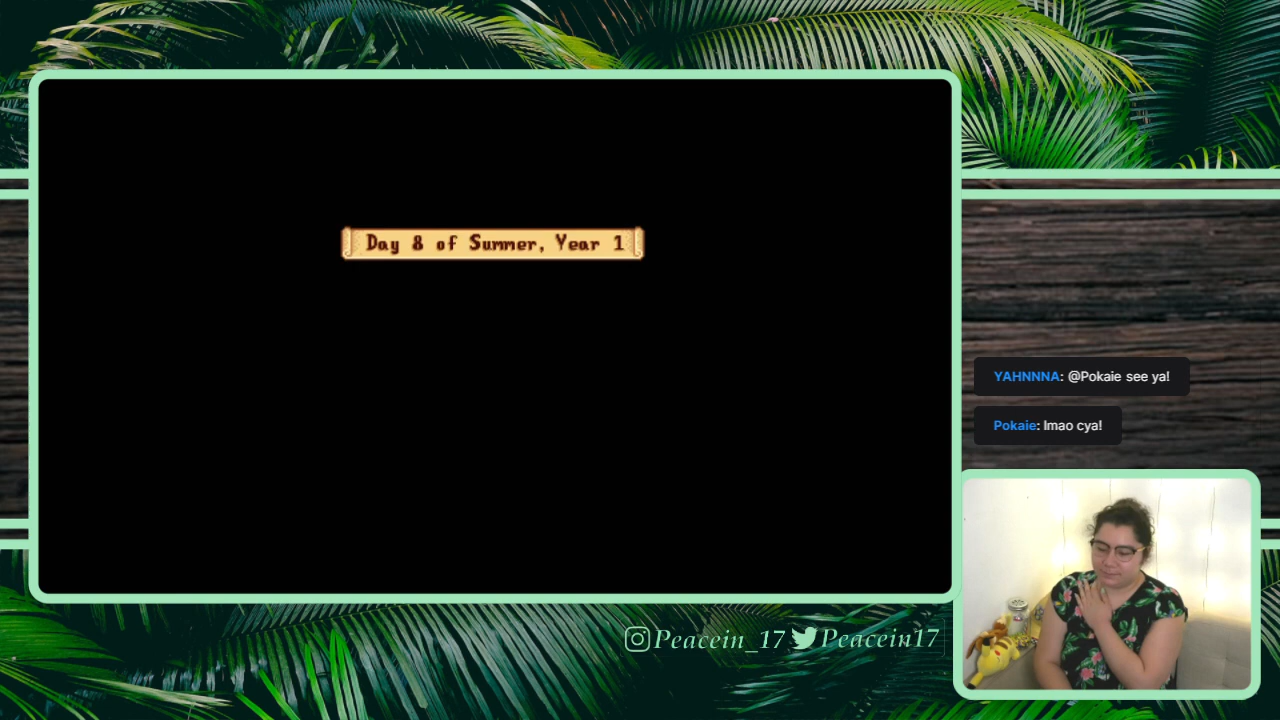 Day 8 of Summer, Year 1
YAHNNNA: @Pokaie see ya!
Pokaie: lmao cya!
Peacein_17 Peacein17